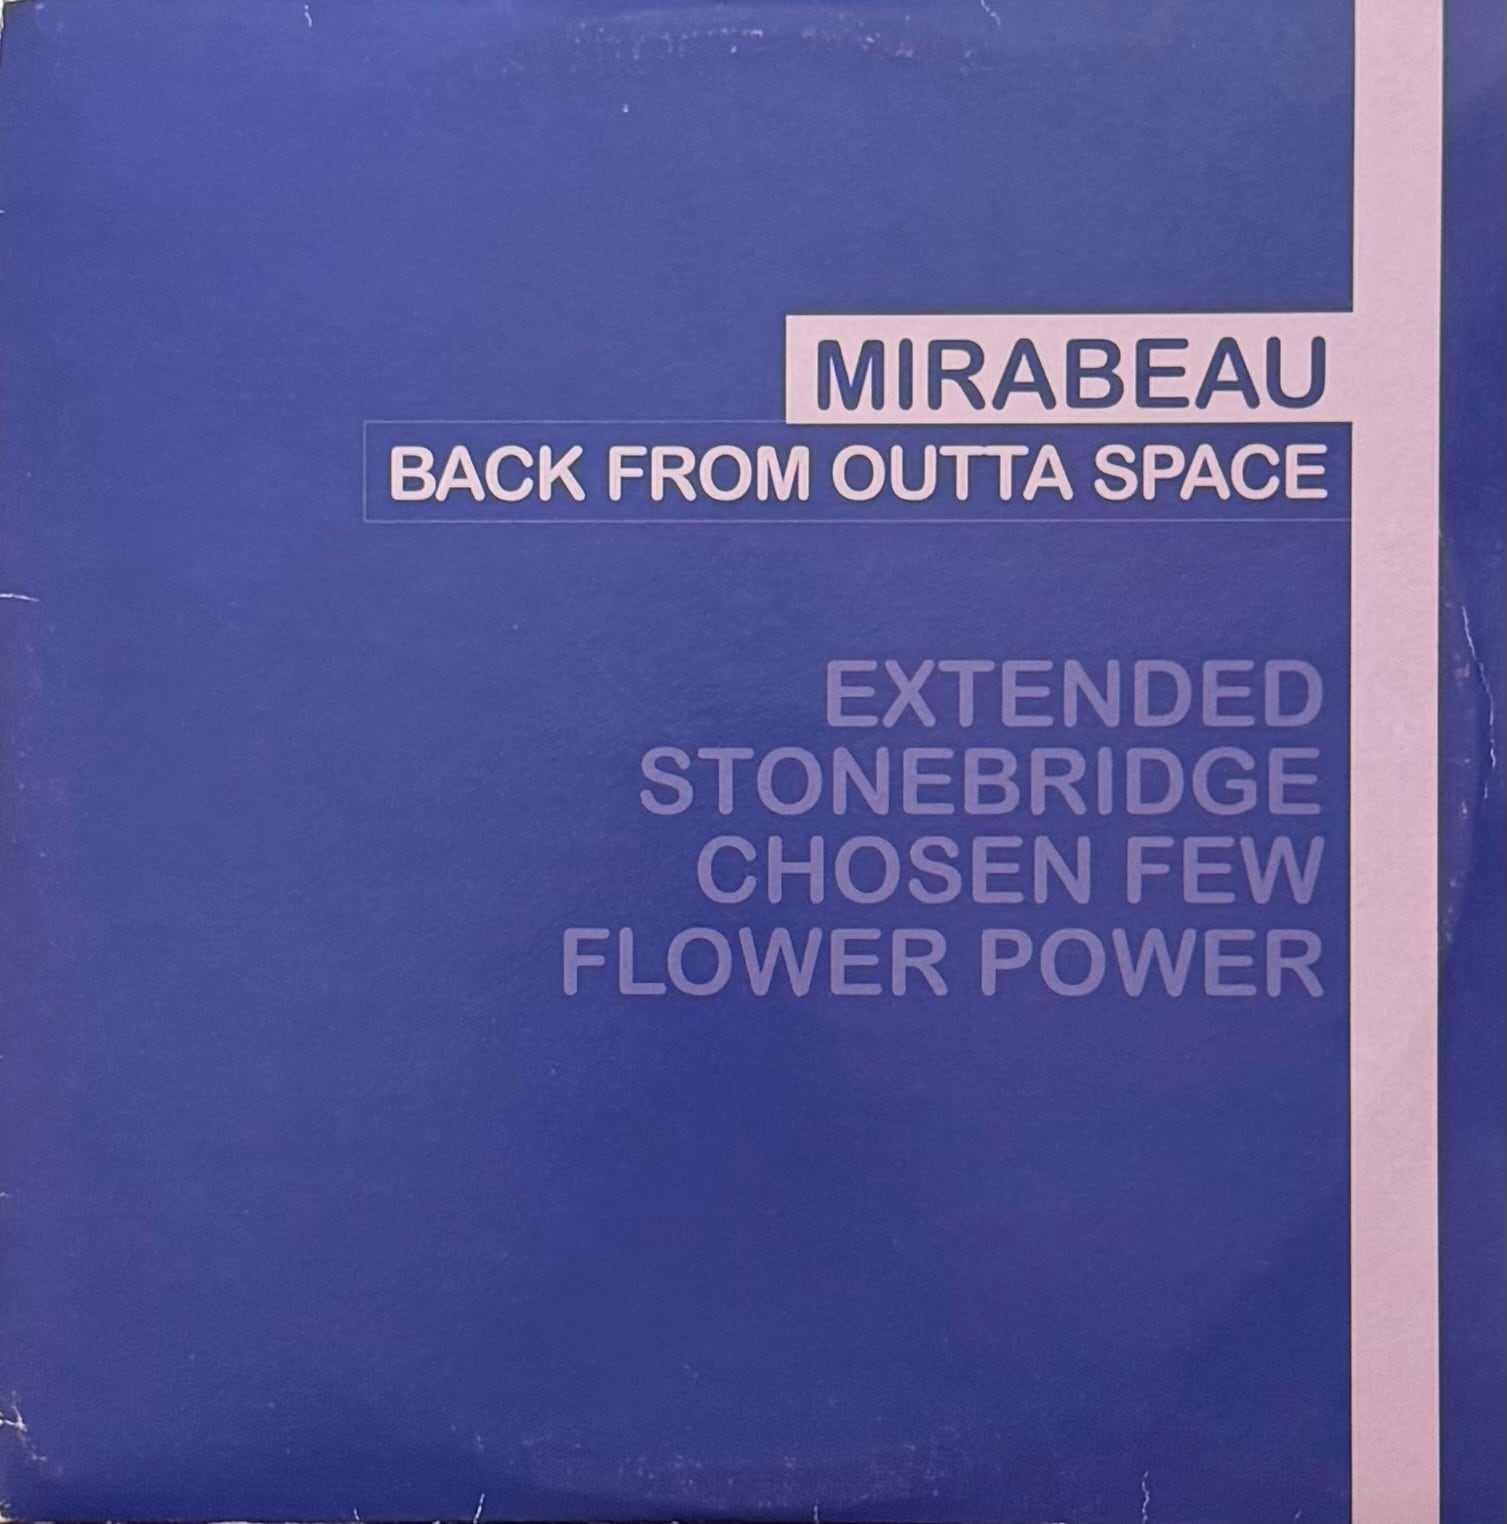 MIRABEAU
BACK FROM OUTTA SPACE
EXTENDED
STONEBRIDGE
CHOSEN FEW
FLOWER POWER